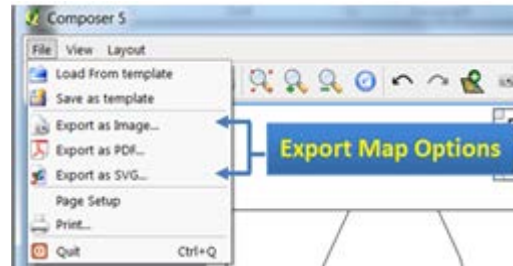 Composer 5
File View Layout
Load From template
Save as template
Export as Image...
Export as PDF...
Export as SVG...
Page Setup
Print...
Quit Ctrl+Q
Export Map Options